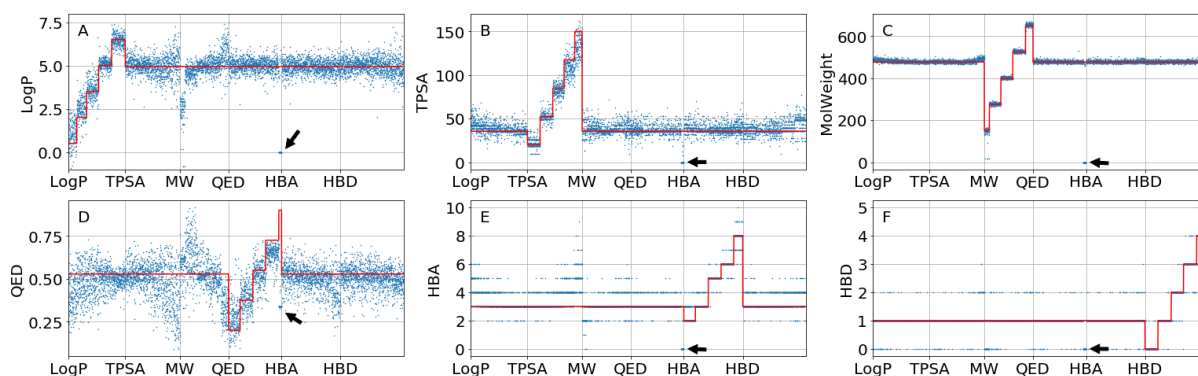 A
LogP
7.5
5.0
2.5
0.0
LogP TPSA MW QED HBA HBD
B
TPSA
150
100
50
0
LogP TPSA MW QED HBA HBD
C
MolWeight
600
400
200
0
LogP TPSA MW QED HBA HBD
D
QED
0.75
0.50
0.25
LogP TPSA MW QED HBA HBD
E
HBA
10
8
6
4
2
0
LogP TPSA MW QED HBA HBD
F
HBD
5
4
3
2
1
0
LogP TPSA MW QED HBA HBD